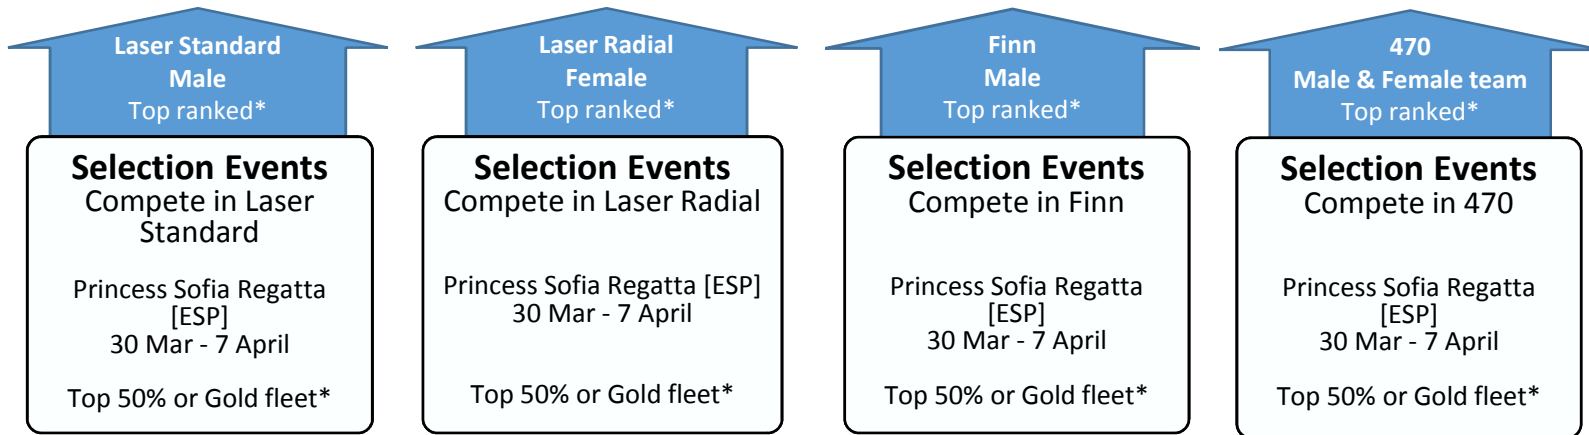 Laser Standard
Male
Top ranked*
Selection Events
Compete in Laser
Standard
Princess Sofia Regatta
[ESP]
30 Mar - 7 April
Top 50% or Gold fleet*
Laser Radial
Female
Top ranked*
Selection Events
Compete in Laser Radial
Princess Sofia Regatta [ESP]
30 Mar - 7 April
Top 50% or Gold fleet*
Finn
Male
Top ranked*
Selection Events
Compete in Finn
Princess Sofia Regatta
[ESP]
30 Mar - 7 April
Top 50% or Gold fleet*
470
Male & Female team
Top ranked*
Selection Events
Compete in 470
Princess Sofia Regatta
[ESP]
30 Mar - 7 April
Top 50% or Gold fleet*